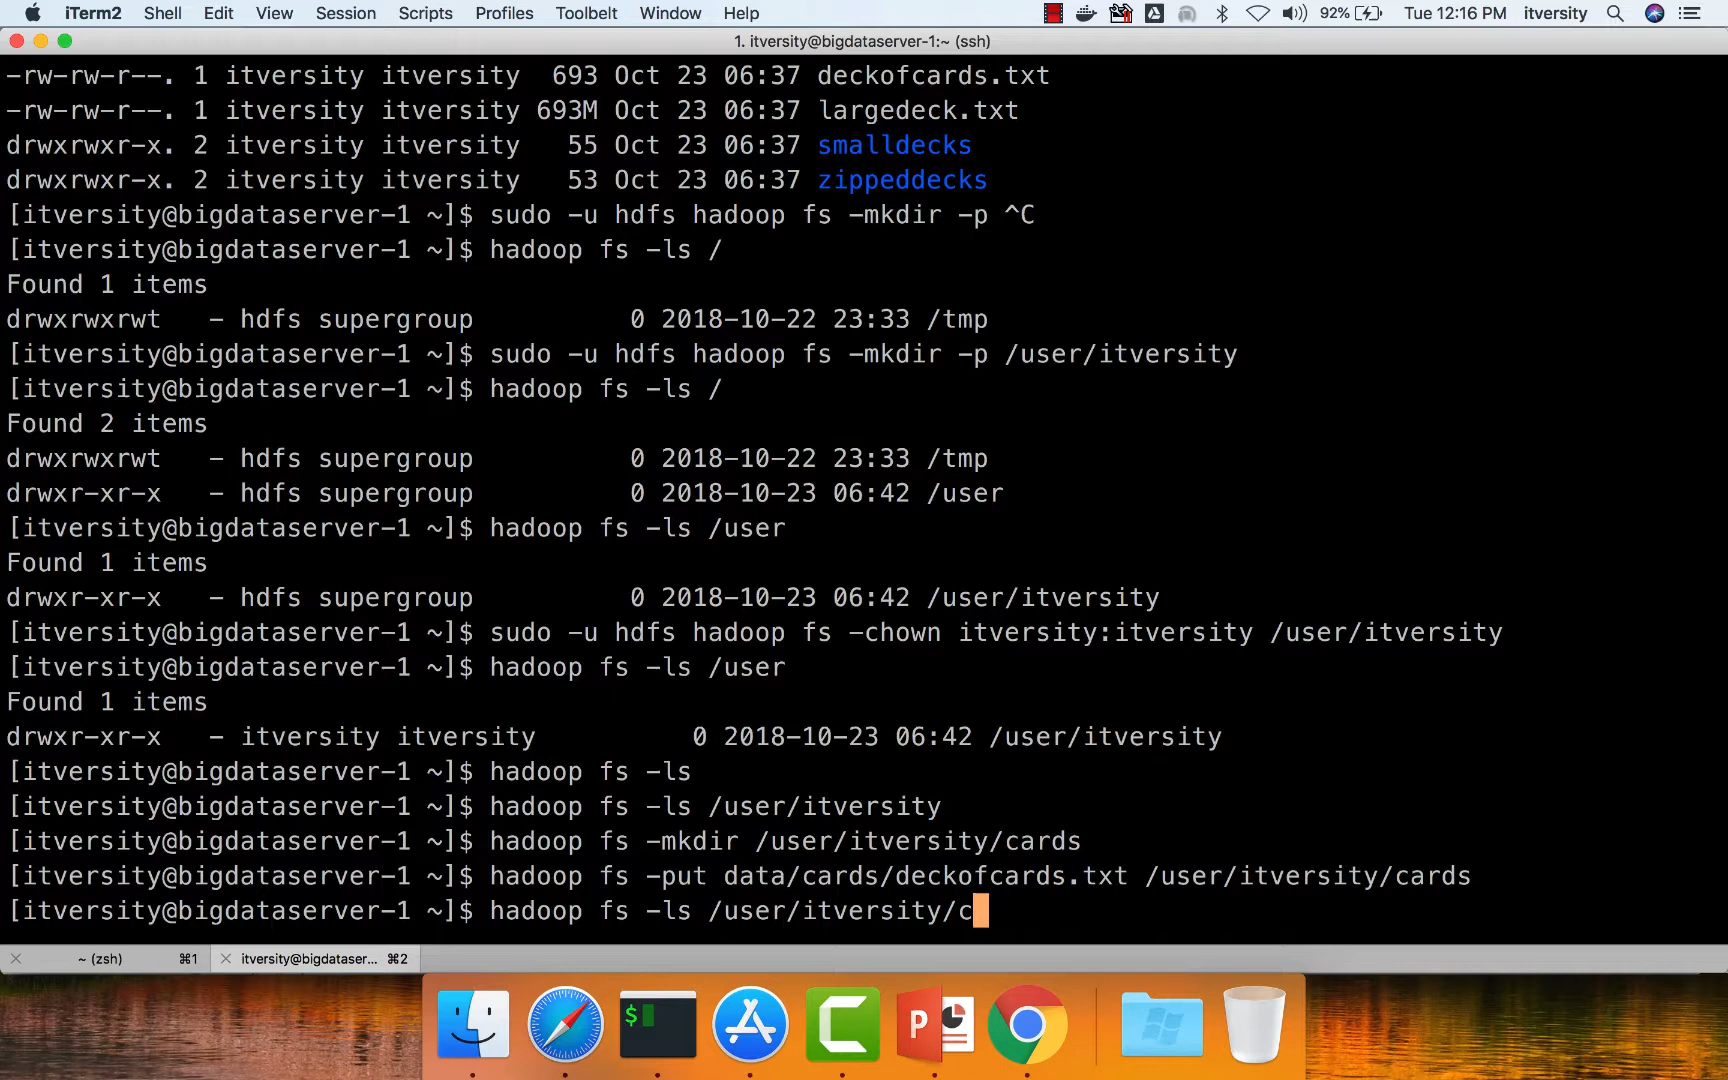 iTerm2 Shell Edit View Session Scripts Profiles Toolbelt Window Help 92% Tue 12:16 PM itversity
1. itversity@bigdataserver-1:~ (ssh)
-rw-rw-r--. 1 itversity itversity  693 Oct 23 06:37 deckofcards.txt
-rw-rw-r--. 1 itversity itversity 693M Oct 23 06:37 largedeck.txt
drwxrwxr-x. 2 itversity itversity   55 Oct 23 06:37 smalldecks
drwxrwxr-x. 2 itversity itversity   53 Oct 23 06:37 zippeddecks
[itversity@bigdataserver-1 ~]$ sudo -u hdfs hadoop fs -mkdir -p ^C
[itversity@bigdataserver-1 ~]$ hadoop fs -ls /
Found 1 items
drwxrwxrwt   - hdfs supergroup          0 2018-10-22 23:33 /tmp
[itversity@bigdataserver-1 ~]$ sudo -u hdfs hadoop fs -mkdir -p /user/itversity
[itversity@bigdataserver-1 ~]$ hadoop fs -ls /
Found 2 items
drwxrwxrwt   - hdfs supergroup          0 2018-10-22 23:33 /tmp
drwxr-xr-x   - hdfs supergroup          0 2018-10-23 06:42 /user
[itversity@bigdataserver-1 ~]$ hadoop fs -ls /user
Found 1 items
drwxr-xr-x   - hdfs supergroup          0 2018-10-23 06:42 /user/itversity
[itversity@bigdataserver-1 ~]$ sudo -u hdfs hadoop fs -chown itversity:itversity /user/itversity
[itversity@bigdataserver-1 ~]$ hadoop fs -ls /user
Found 1 items
drwxr-xr-x   - itversity itversity          0 2018-10-23 06:42 /user/itversity
[itversity@bigdataserver-1 ~]$ hadoop fs -ls
[itversity@bigdataserver-1 ~]$ hadoop fs -ls /user/itversity
[itversity@bigdataserver-1 ~]$ hadoop fs -mkdir /user/itversity/cards
[itversity@bigdataserver-1 ~]$ hadoop fs -put data/cards/deckofcards.txt /user/itversity/cards
[itversity@bigdataserver-1 ~]$ hadoop fs -ls /user/itversity/c
~ (zsh) ⌘1 itversity@bigdataser... ⌘2
$
P